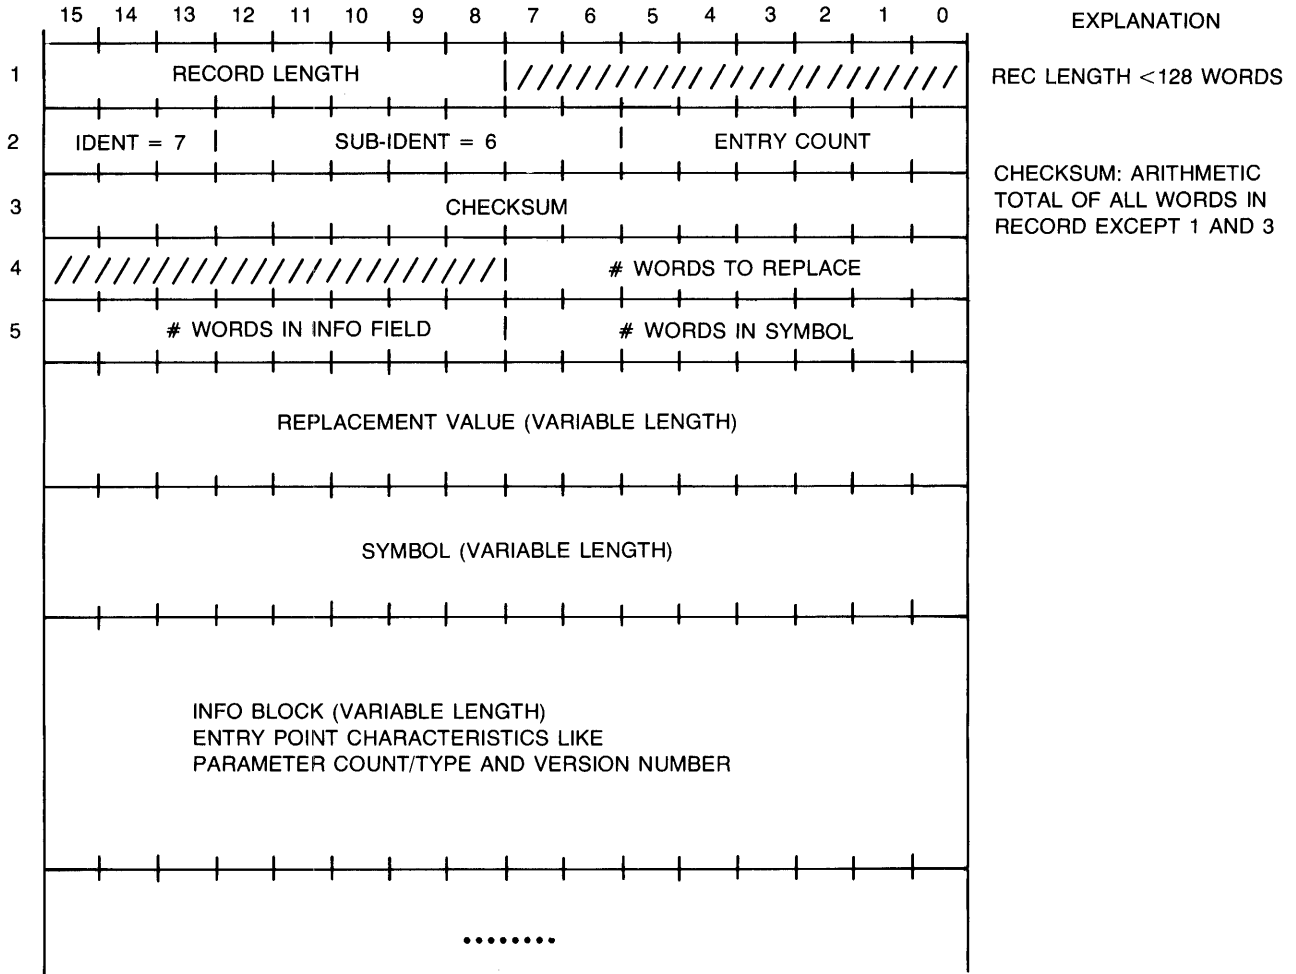 15 14 13 12 11 10 9 8 7 6 5 4 3 2 1 0
EXPLANATION
1 RECORD LENGTH
REC LENGTH <128 WORDS
2 IDENT = 7 SUB-IDENT = 6 ENTRY COUNT
CHECKSUM: ARITHMETIC
TOTAL OF ALL WORDS IN
RECORD EXCEPT 1 AND 3
3 CHECKSUM
4 # WORDS TO REPLACE
5 # WORDS IN INFO FIELD # WORDS IN SYMBOL
REPLACEMENT VALUE (VARIABLE LENGTH)
SYMBOL (VARIABLE LENGTH)
INFO BLOCK (VARIABLE LENGTH)
ENTRY POINT CHARACTERISTICS LIKE
PARAMETER COUNT/TYPE AND VERSION NUMBER
........